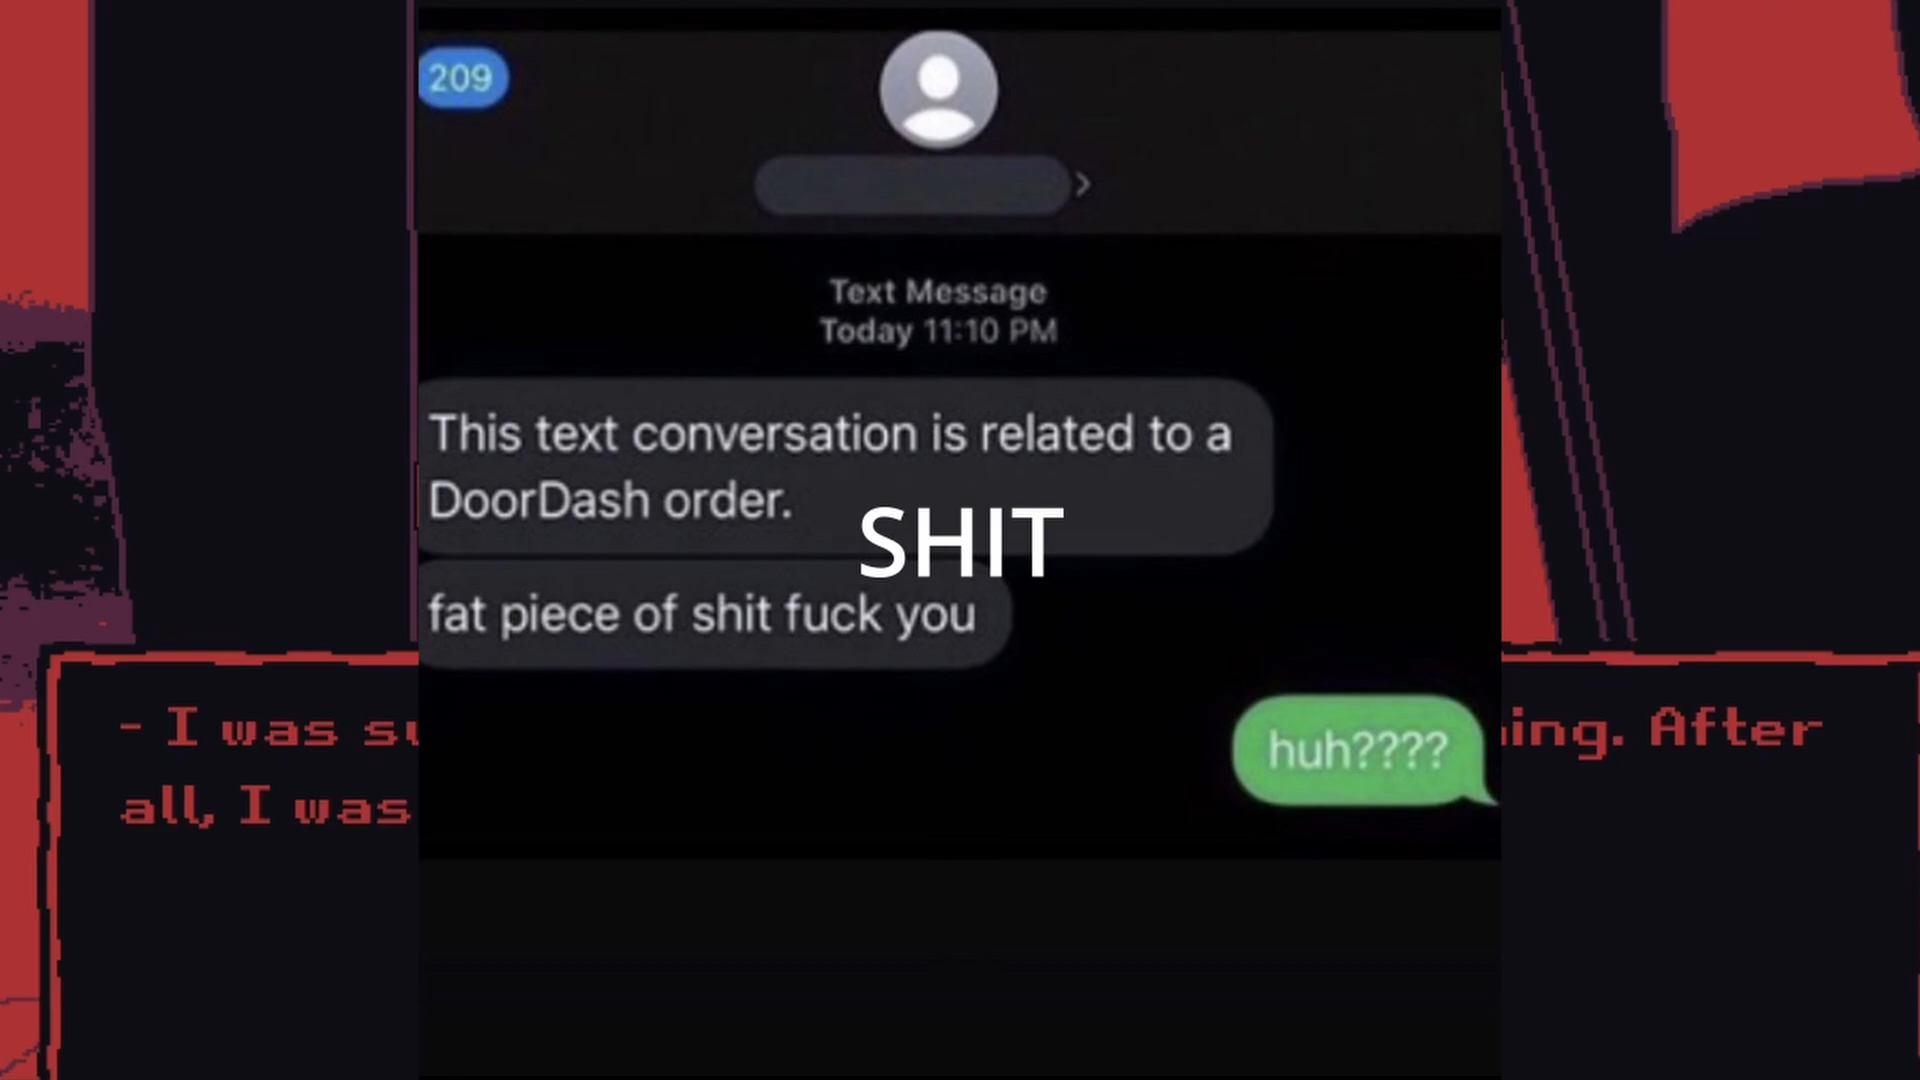 209
Text Message
Today 11:10 PM
This text conversation is related to a
DoorDash order.
SHIT
fat piece of shit fuck you
huh????
- I was
ing. After
all, I was